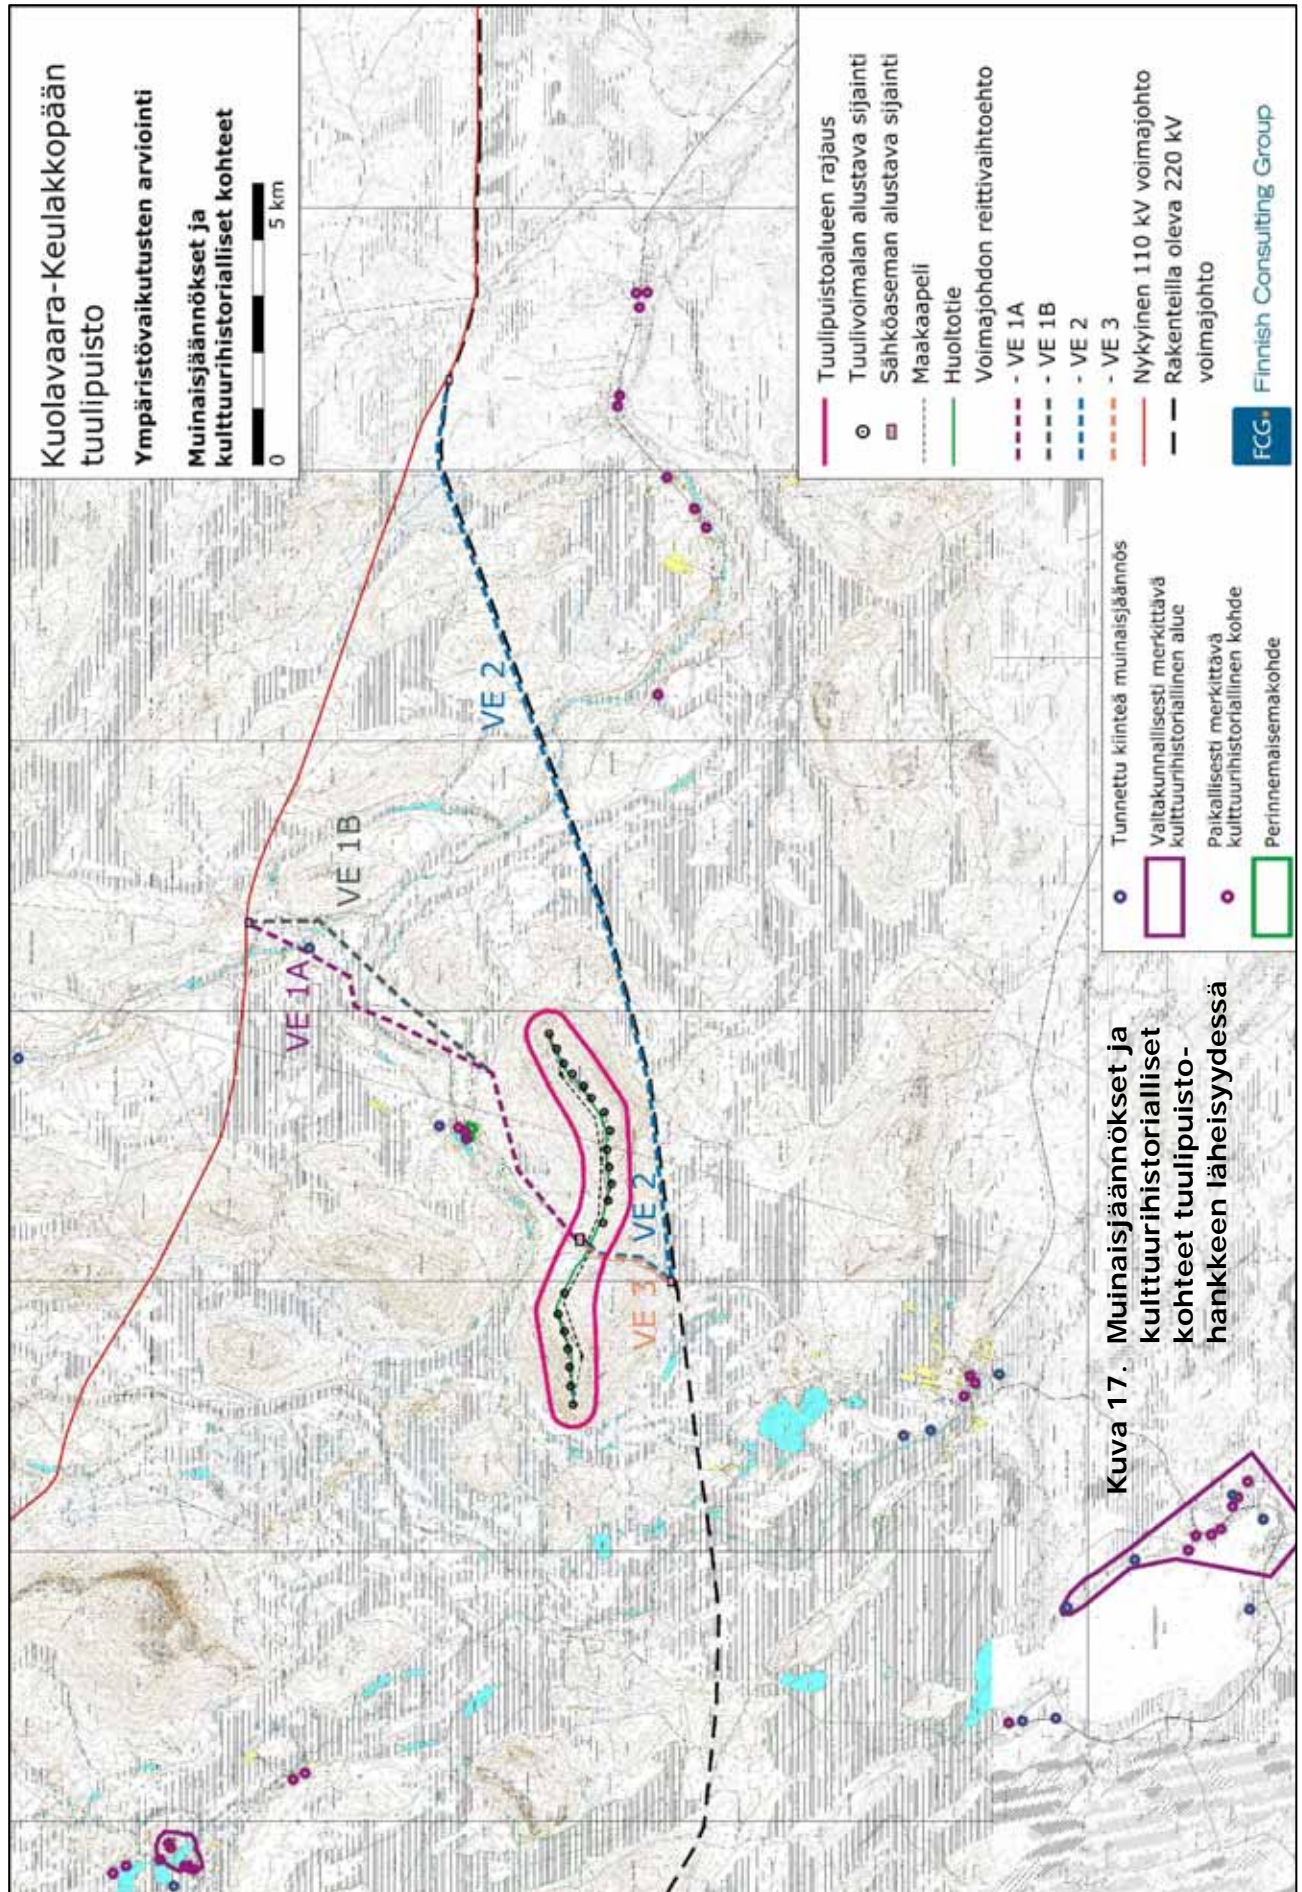 Kuolavaara-Keulakkopään
tuulipuisto
Ympäristövaikutusten arviointi
Muinaisjäännökset ja
kulttuurihistorialliset kohteet
0 5 km
Tuulipuistoalueen rajaus
Tuulivoimalan alustava sijainti
Sähköaseman alustava sijainti
Maakaapeli
Huoltotie
Voimajohdon reittivaihtoehto
- VE 1A
- VE 1B
- VE 2
- VE 3
Nykyinen 110 kV voimajohto
Rakenteilla oleva 220 kV
voimajohto
FCG Finnish Consulting Group
Tunnettu kiinteä muinaisjäännös
Valtakunnallisesti merkittävä
kulttuurihistoriallinen alue
Paikallisesti merkittävä
kulttuurihistoriallinen kohde
Perinnemaisemakohde
VE 1A
VE 1B
VE 2
VE 2
VE 3
Kuva 17. Muinaisjäännökset ja
kulttuurihistorialliset
kohteet tuulipuisto-
hankkeen läheisyydessä